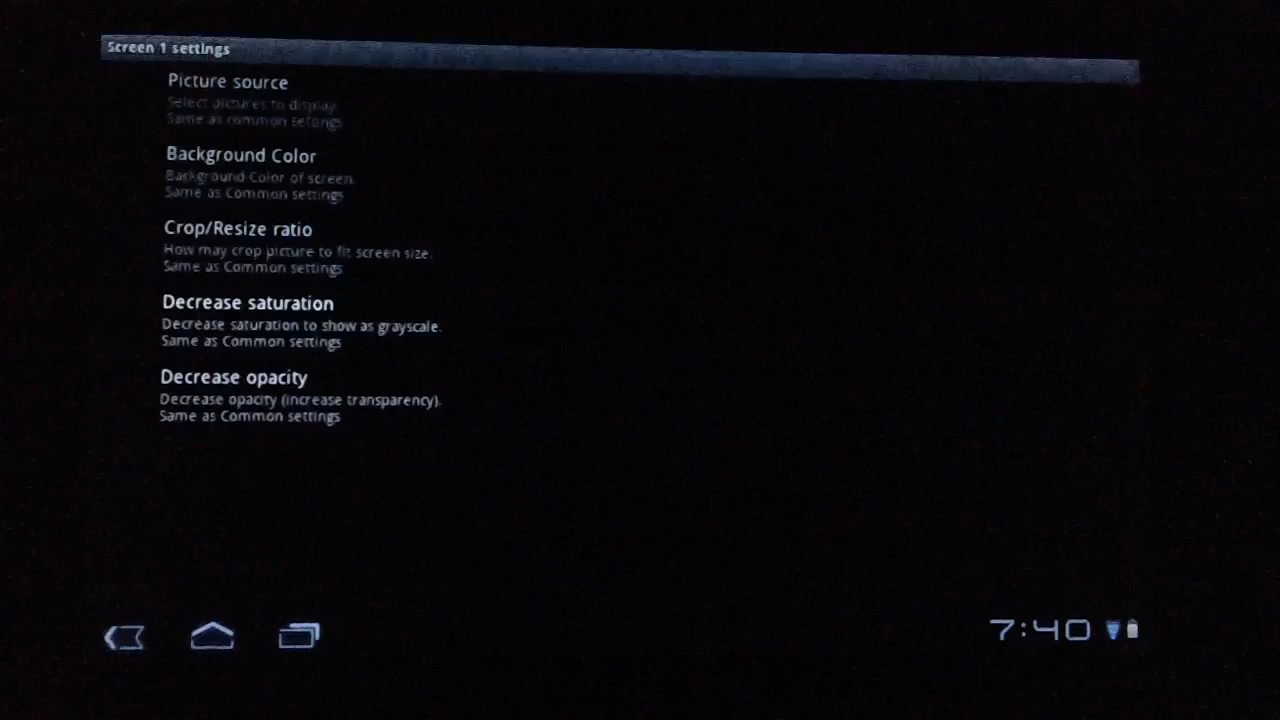 Screen 1 settings
Picture source
Select pictures to display.
Same as common settings
Background Color
Background Color of screen.
Same as Common settings
Crop/Resize ratio
How may crop picture to fit screen size.
Same as Common settings
Decrease saturation
Decrease saturation to show as grayscale.
Same as Common settings
Decrease opacity
Decrease opacity (increase transparency).
Same as Common settings
7:40